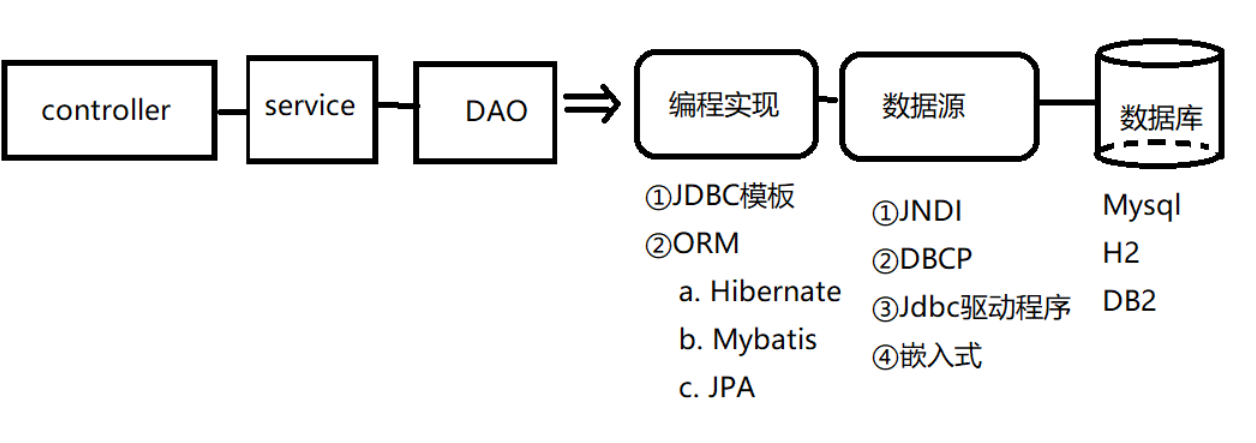 controller
service
DAO
编程实现
数据源
数据库
①JDBC模板
②ORM
a. Hibernate
b. Mybatis
c. JPA
①JNDI
②DBCP
③Jdbc驱动程序
④嵌入式
Mysql
H2
DB2